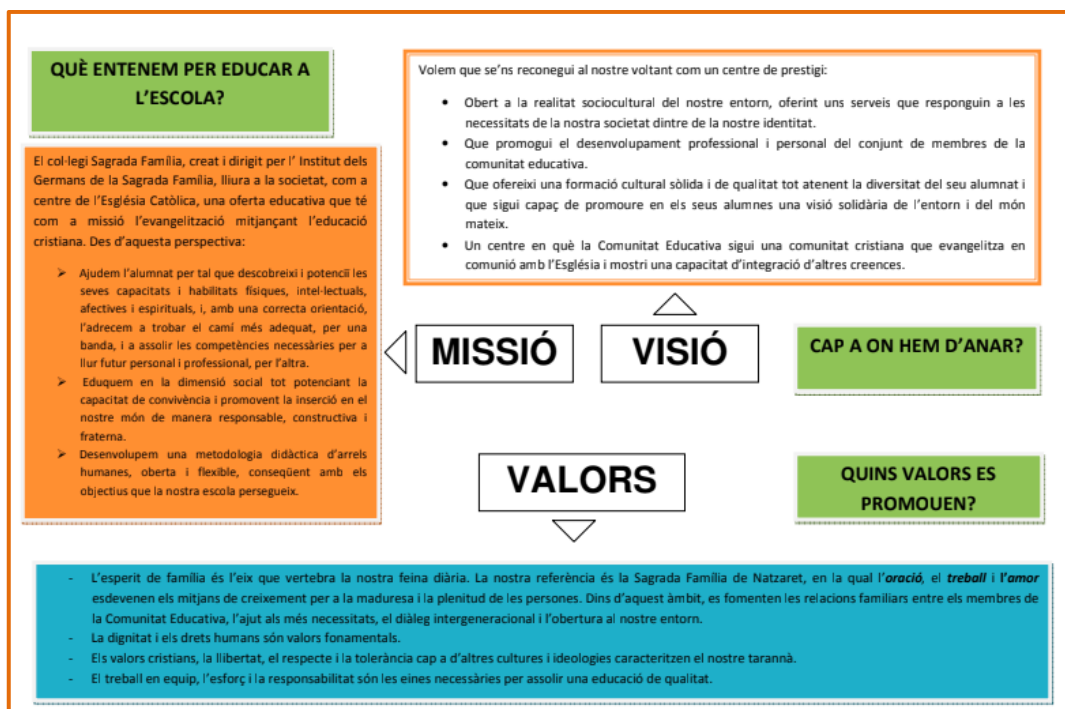 QUÈ ENTENEM PER EDUCAR A
L'ESCOLA?
El col·legi Sagrada Família, creat i dirigit per l' Institut dels
Germans de la Sagrada Família, lliura a la societat, com a
centre de l'Església Catòlica, una oferta educativa que té
com a missió l'evangelització mitjançant l'educació
cristiana. Des d'aquesta perspectiva:
➢ Ajudem l'alumnat per tal que descobreixi i potenciï les
seves capacitats i habilitats físiques, intel·lectuals,
afectives i espirituals, i, amb una correcta orientació,
l'adrecem a trobar el camí més adequat, per una
banda, i a assolir les competències necessàries per a
llur futur personal i professional, per l'altra.
➢ Eduquem en la dimensió social tot potenciant la
capacitat de convivència i promovent la inserció en el
nostre món de manera responsable, constructiva i
fraterna.
➢ Desenvolupem una metodologia didàctica d'arrels
humanes, oberta i flexible, conseqüent amb els
objectius que la nostra escola persegueix.
Volem que se'ns reconegui al nostre voltant com un centre de prestigi:
• Obert a la realitat sociocultural del nostre entorn, oferint uns serveis que responguin a les
necessitats de la nostra societat dintre de la nostre identitat.
• Que promogui el desenvolupament professional i personal del conjunt de membres de la
comunitat educativa.
• Que ofereixi una formació cultural sòlida i de qualitat tot atenent la diversitat del seu alumnat i
que sigui capaç de promoure en els seus alumnes una visió solidària de l'entorn i del món
mateix.
• Un centre en què la Comunitat Educativa sigui una comunitat cristiana que evangelitza en
comunió amb l'Església i mostri una capacitat d'integració d'altres creences.
MISSIÓ
VISIÓ
CAP A ON HEM D'ANAR?
VALORS
QUINS VALORS ES
PROMOUEN?
- L'esperit de família és l'eix que vertebra la nostra feina diària. La nostra referència és la Sagrada Família de Natzaret, en la qual l'oració, el treball i l'amor
esdevenen els mitjans de creixement per a la maduresa i la plenitud de les persones. Dins d'aquest àmbit, es fomenten les relacions familiars entre els membres de
la Comunitat Educativa, l'ajut als més necessitats, el diàleg intergeneracional i l'obertura al nostre entorn.
- La dignitat i els drets humans són valors fonamentals.
- Els valors cristians, la llibertat, el respecte i la tolerància cap a d'altres cultures i ideologies caracteritzen el nostre tarannà.
- El treball en equip, l'esforç i la responsabilitat són les eines necessàries per assolir una educació de qualitat.